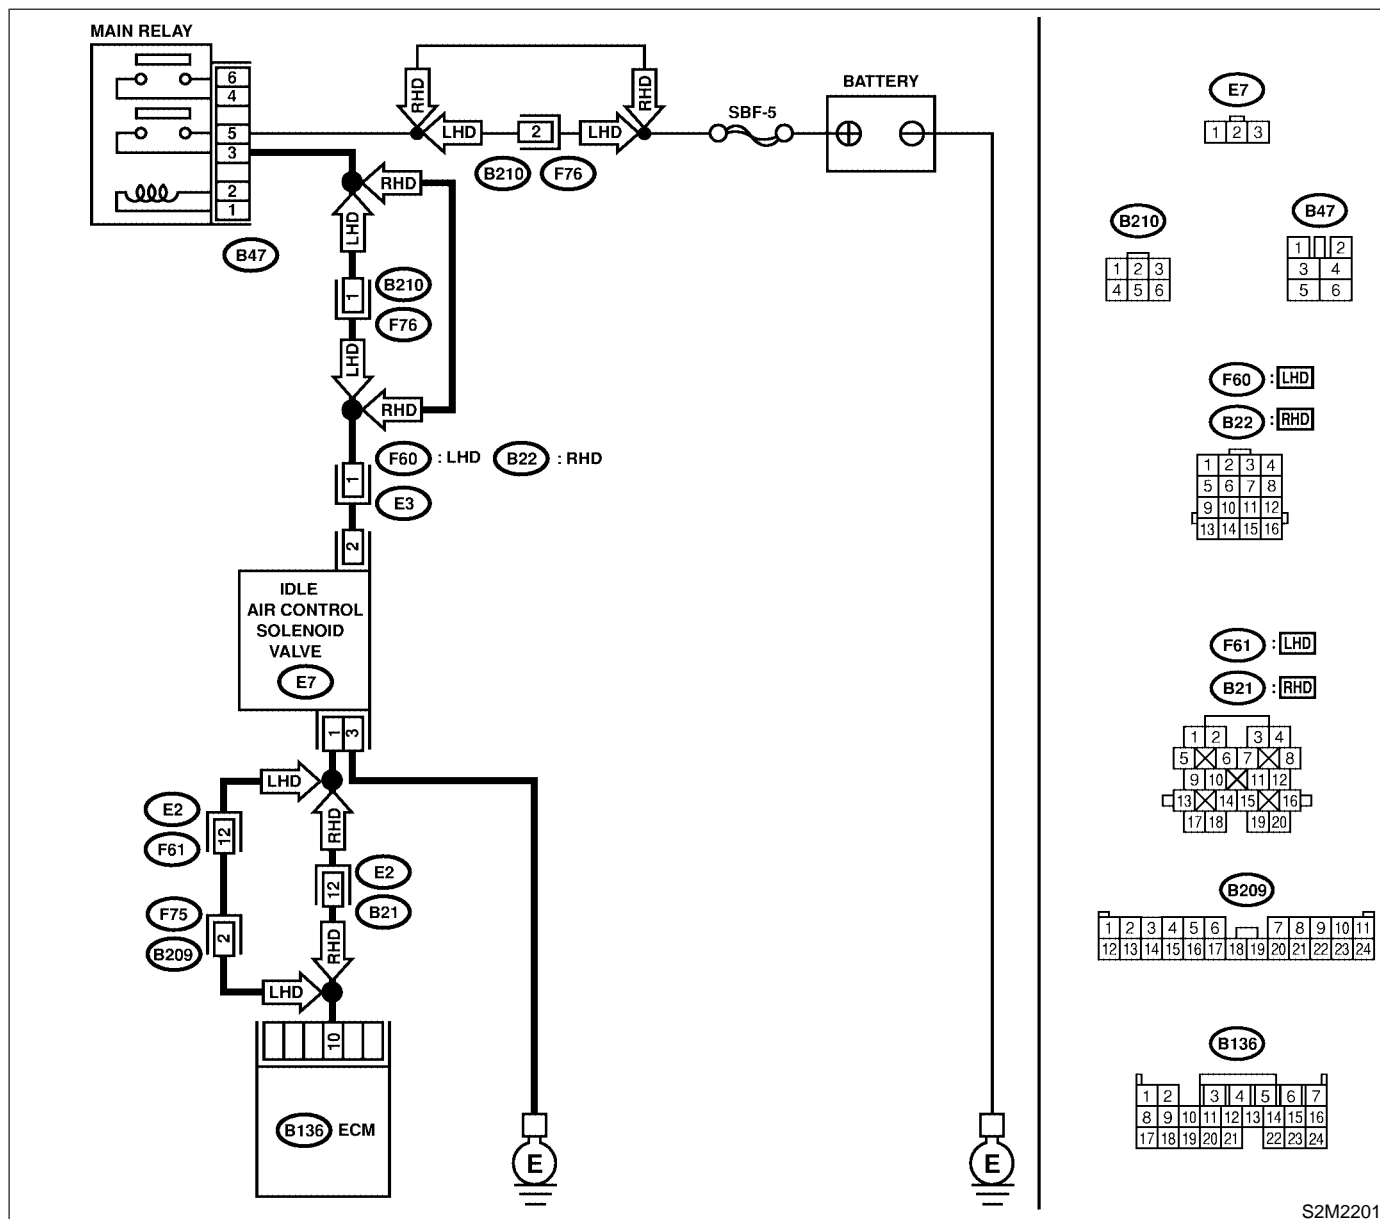 MAIN RELAY
6
4
5
3
2
1
B47
RHD
LHD
2
LHD
RHD
B210
F76
SBF-5
BATTERY
RHD
LHD
1
B210
F76
LHD
RHD
F60 : LHD B22 : RHD
1
E3
2
IDLE
AIR CONTROL
SOLENOID
VALVE
E7
1 3
LHD
E2
F61
12
RHD
12
E2
B21
F75
B209
2
RHD
LHD
10
B136 ECM
E
E
E7
1 2 3
B210
1 2 3
4 5 6
B47
1 2
3 4
5 6
F60 : LHD
B22 : RHD
1 2 3 4
5 6 7 8
9 10 11 12
13 14 15 16
F61 : LHD
B21 : RHD
1 2 3 4
5 6 7 8
9 10 11 12
13 14 15 16
17 18 19 20
B209
1 2 3 4 5 6 7 8 9 10 11
12 13 14 15 16 17 18 19 20 21 22 23 24
B136
1 2 3 4 5 6 7
8 9 10 11 12 13 14 15 16
17 18 19 20 21 22 23 24
S2M2201